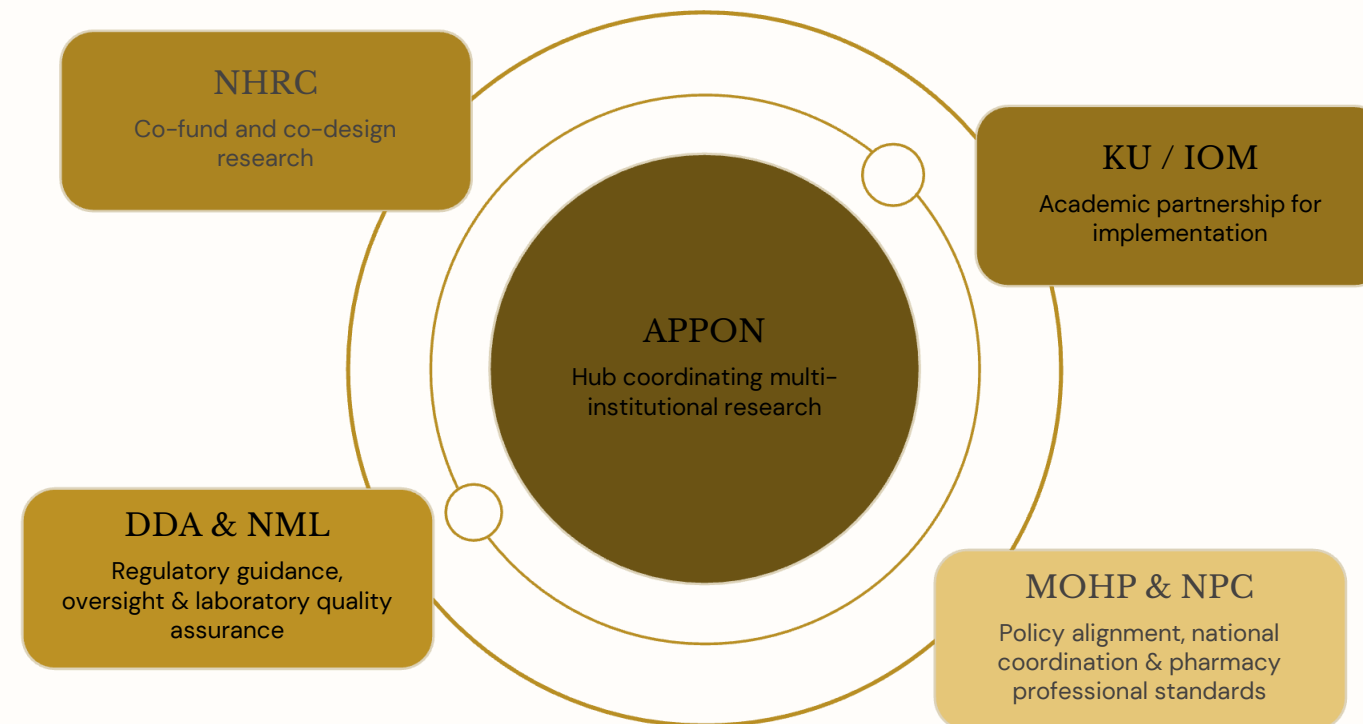 NHRC
Co-fund and co-design
research
KU / IOM
Academic partnership for
implementation
APPON
Hub coordinating multi-
institutional research
DDA & NML
Regulatory guidance,
oversight & laboratory quality
assurance
MOHP & NPC
Policy alignment, national
coordination & pharmacy
professional standards